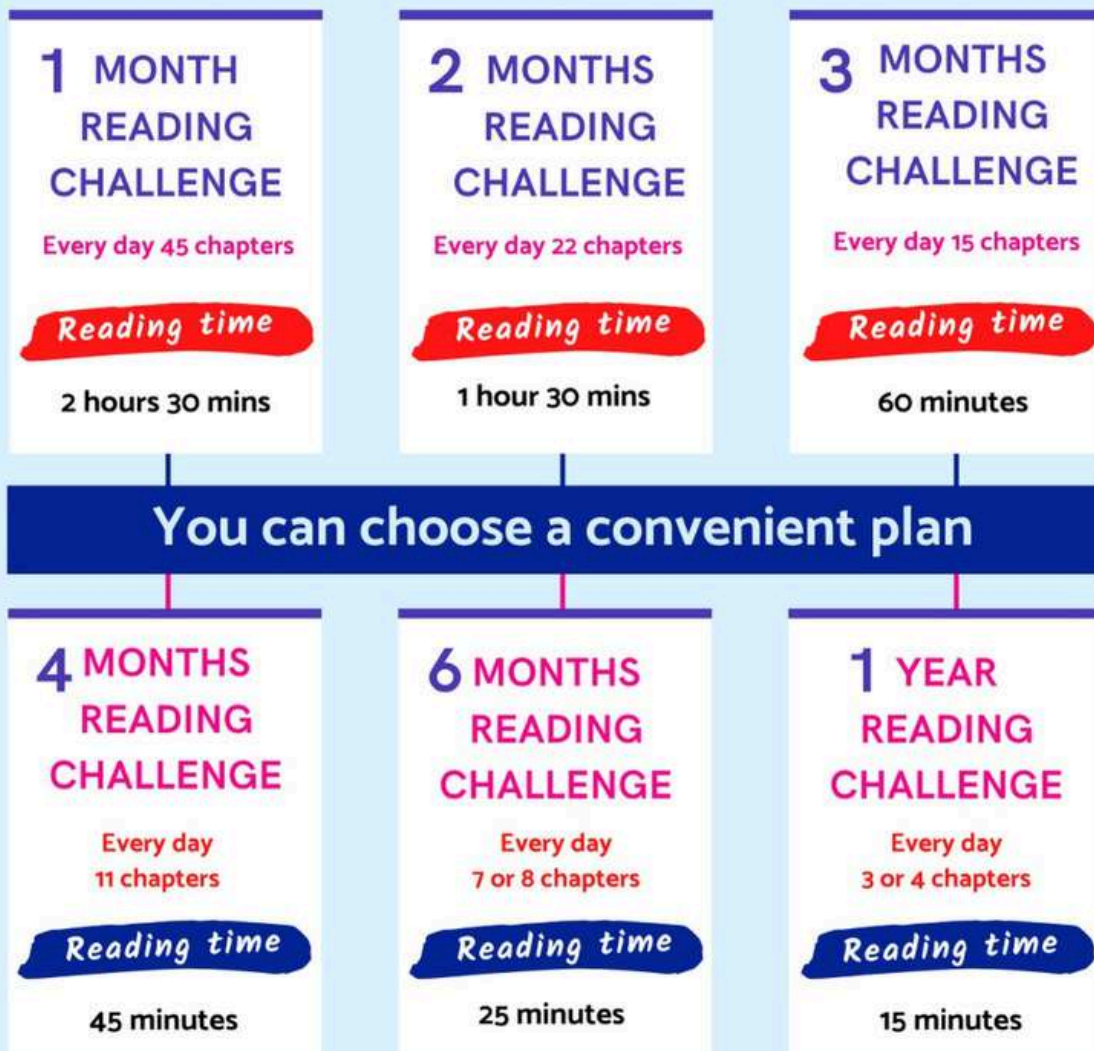 1 MONTH
READING
CHALLENGE
Every day 45 chapters
Reading time
2 hours 30 mins
2 MONTHS
READING
CHALLENGE
Every day 22 chapters
Reading time
1 hour 30 mins
3 MONTHS
READING
CHALLENGE
Every day 15 chapters
Reading time
60 minutes
You can choose a convenient plan
4 MONTHS
READING
CHALLENGE
Every day
11 chapters
Reading time
45 minutes
6 MONTHS
READING
CHALLENGE
Every day
7 or 8 chapters
Reading time
25 minutes
1 YEAR
READING
CHALLENGE
Every day
3 or 4 chapters
Reading time
15 minutes